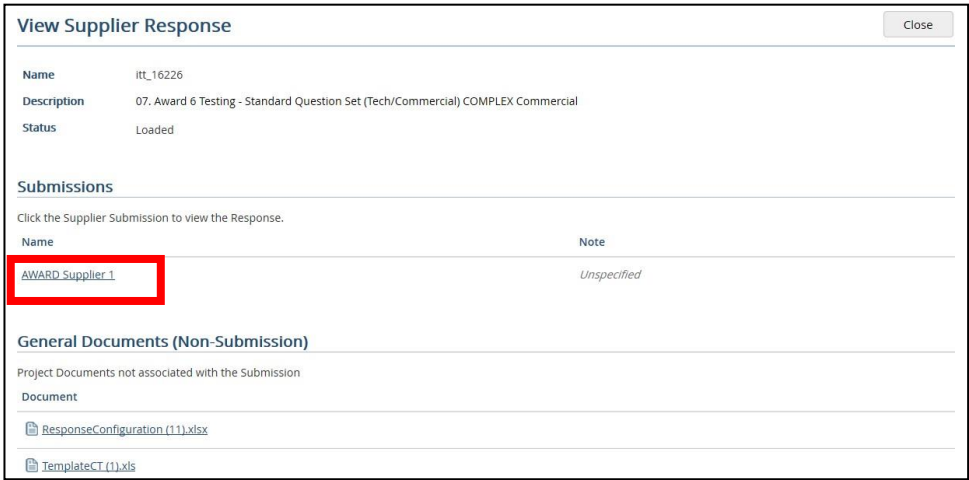 View Supplier Response
Close
Name itt_16226
Description 07. Award 6 Testing - Standard Question Set (Tech/Commercial) COMPLEX Commercial
Status Loaded
Submissions
Click the Supplier Submission to view the Response.
Name Note
AWARD Supplier 1 Unspecified
General Documents (Non-Submission)
Project Documents not associated with the Submission
Document
ResponseConfiguration (11).xlsx
TemplateCT (1).xls